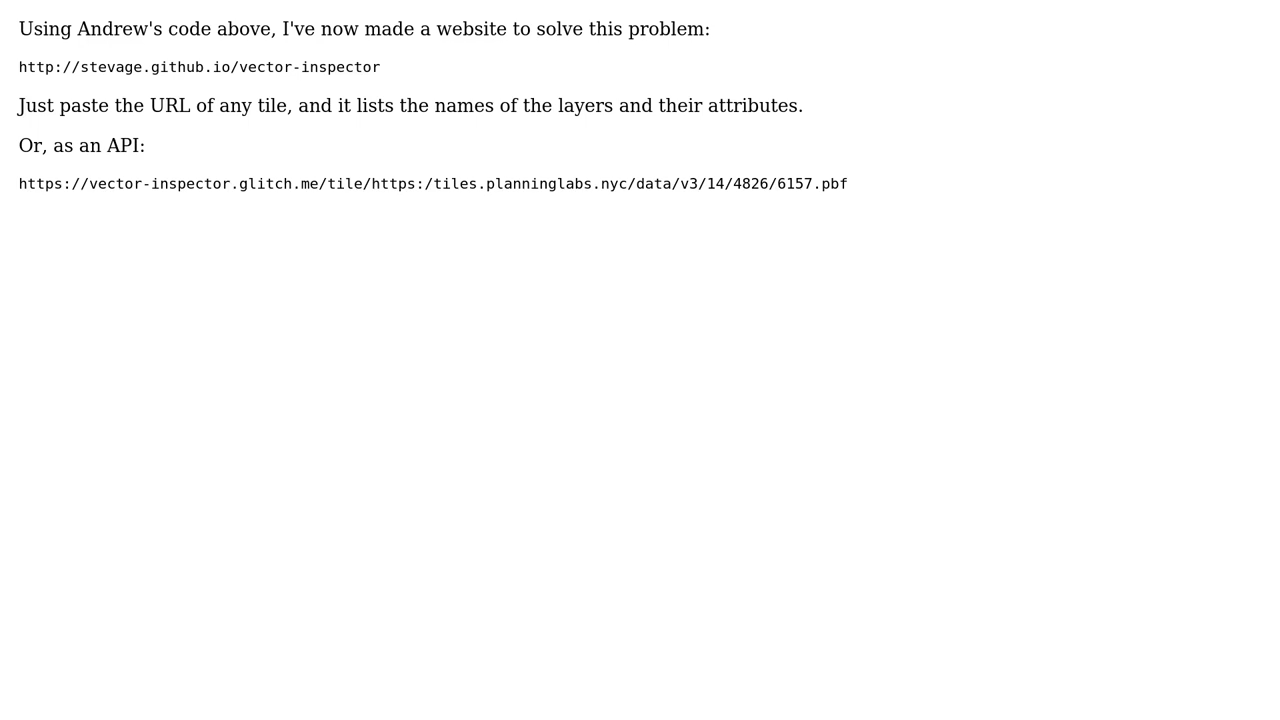 Using Andrew's code above, I've now made a website to solve this problem:
http://stevage.github.io/vector-inspector
Just paste the URL of any tile, and it lists the names of the layers and their attributes.
Or, as an API:
https://vector-inspector.glitch.me/tile/https:/tiles.planninglabs.nyc/data/v3/14/4826/6157.pbf